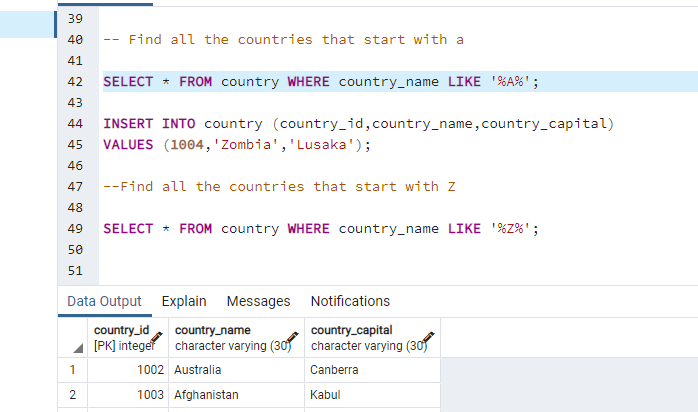 39
40 -- Find all the countries that start with a
41
42 SELECT * FROM country WHERE country_name LIKE '%A%';
43
44 INSERT INTO country (country_id,country_name,country_capital)
45 VALUES (1004,'Zombia','Lusaka');
46
47 --Find all the countries that start with Z
48
49 SELECT * FROM country WHERE country_name LIKE '%Z%';
50
51
Data Output Explain Messages Notifications
country_id country_name country_capital
[PK] integer character varying (30) character varying (30)
1 1002 Australia Canberra
2 1003 Afghanistan Kabul